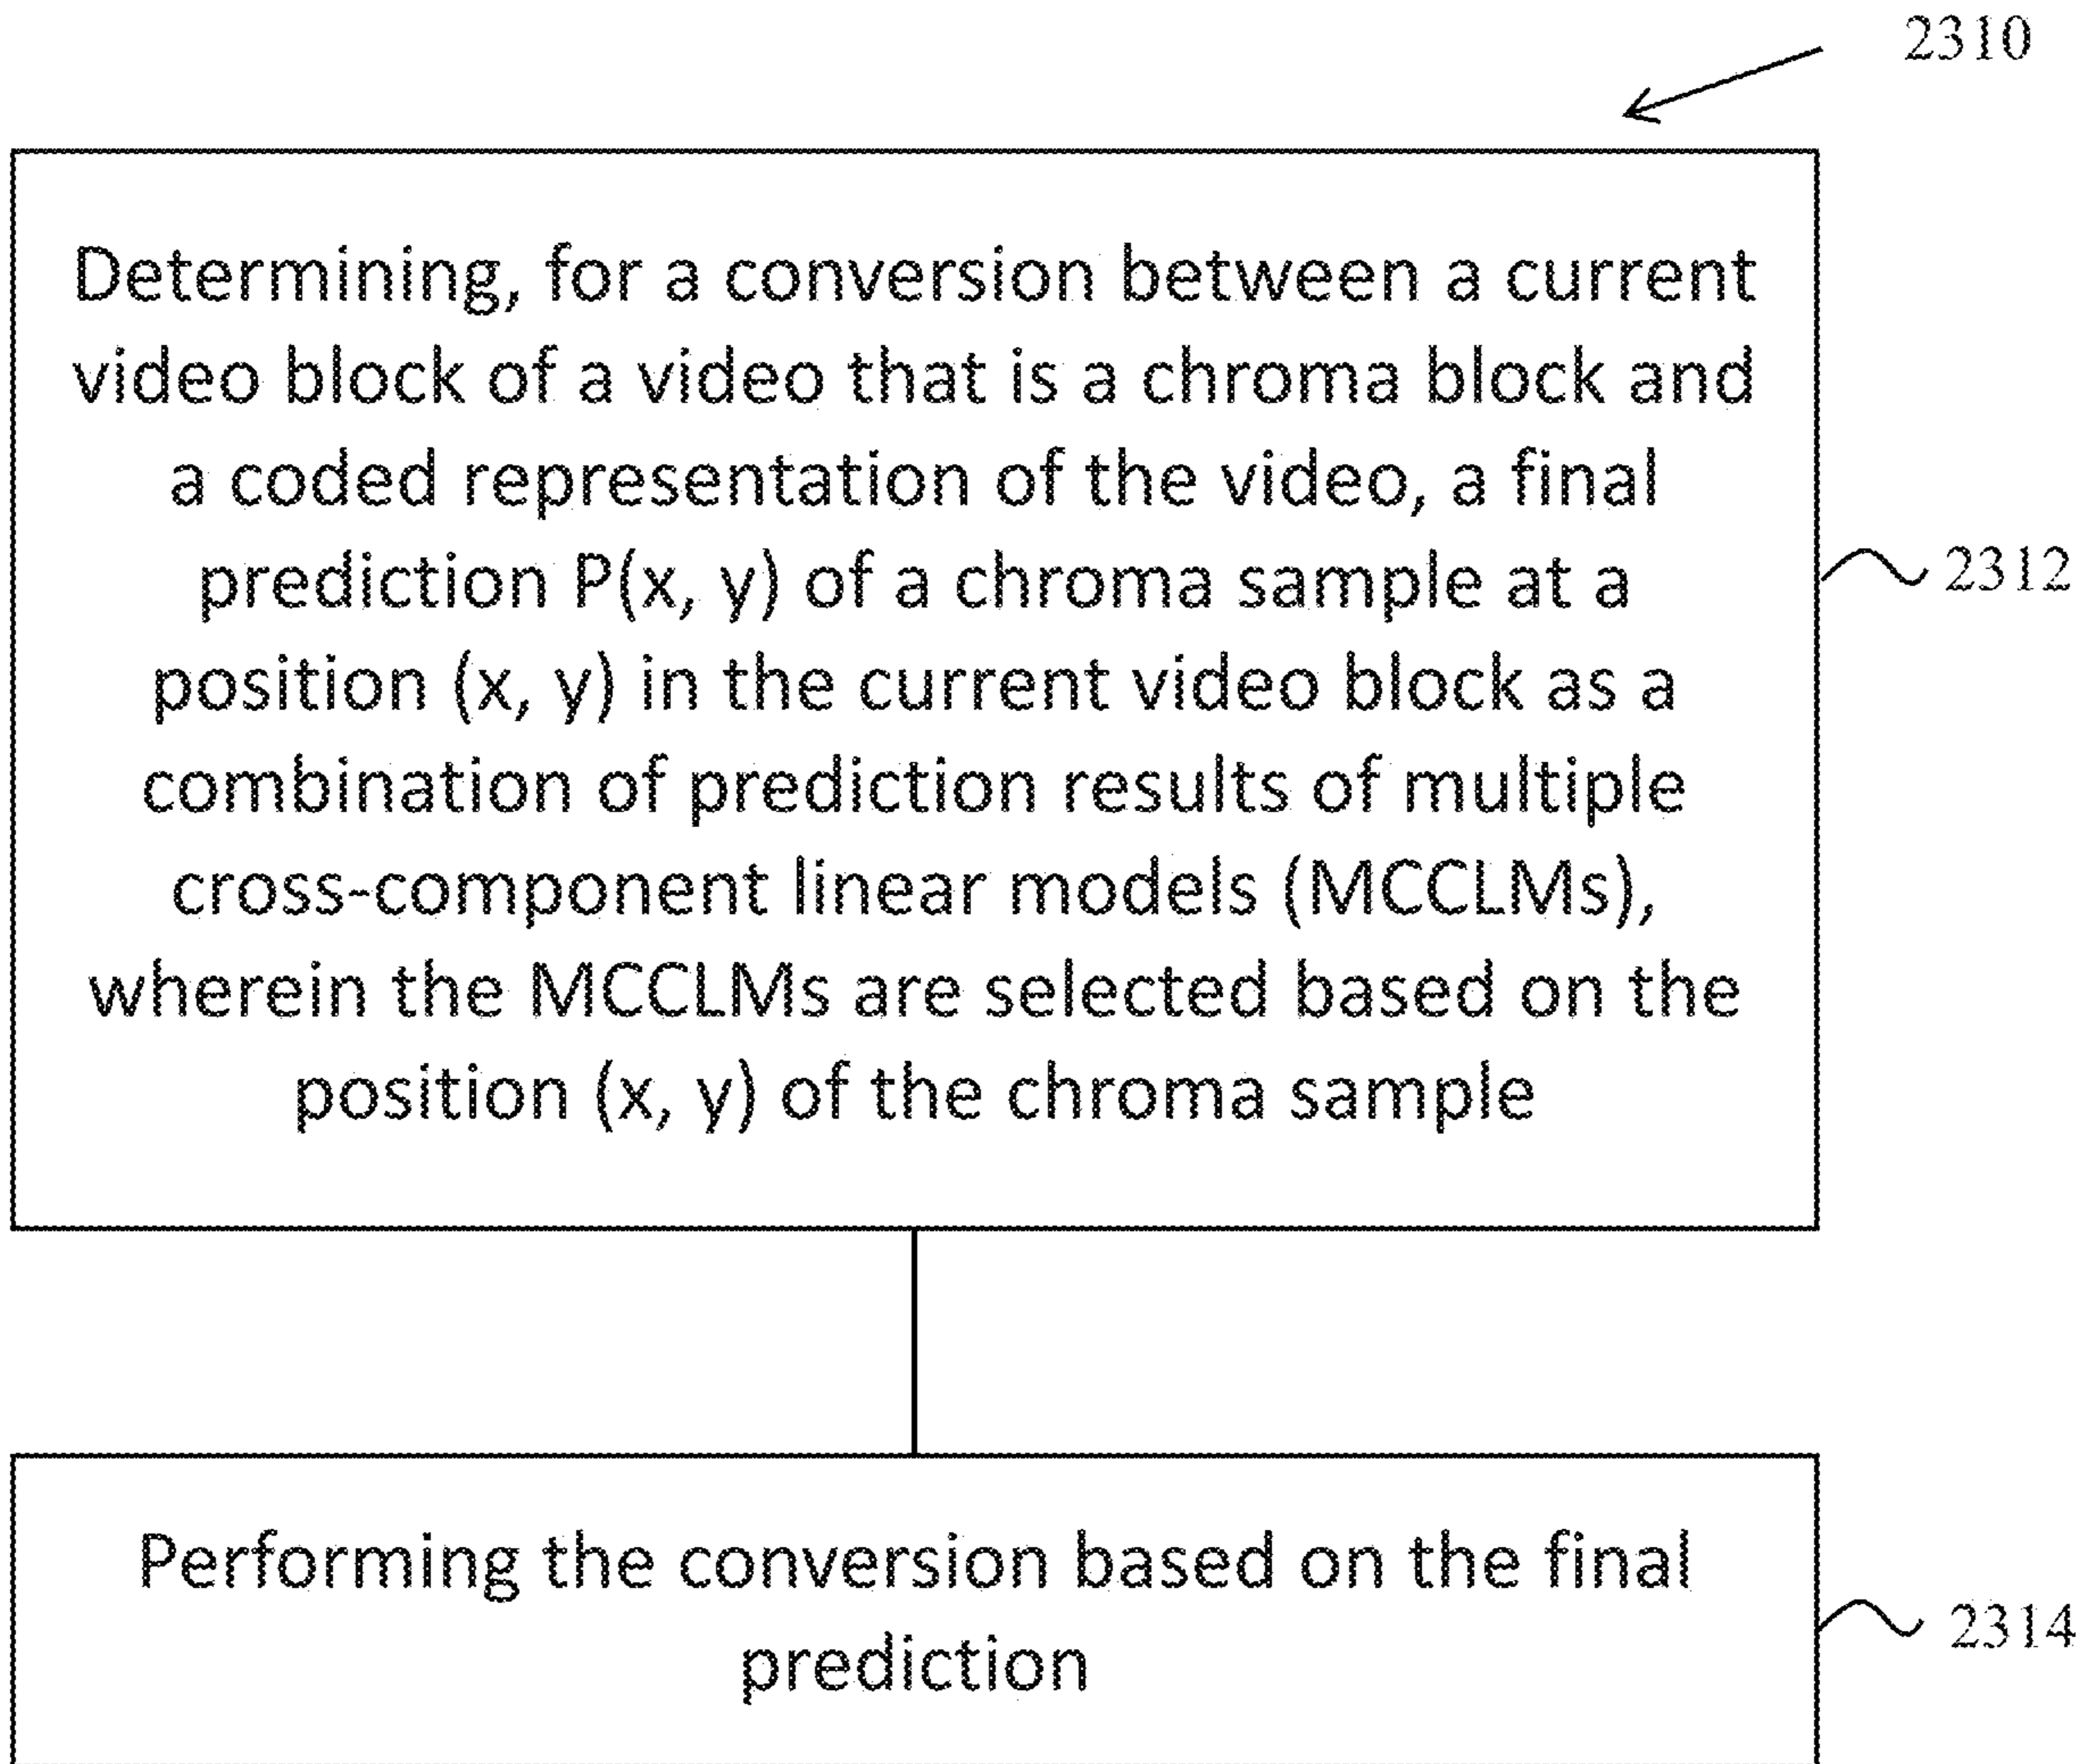 2310
Determining, for a conversion between a current
video block of a video that is a chroma block and
a coded representation of the video, a final
prediction P(x, y) of a chroma sample at a
position (x, y) in the current video block as a
combination of prediction results of multiple
cross-component linear models (MCCLMs),
wherein the MCCLMs are selected based on the
position (x, y) of the chroma sample
2312
Performing the conversion based on the final
prediction
2314